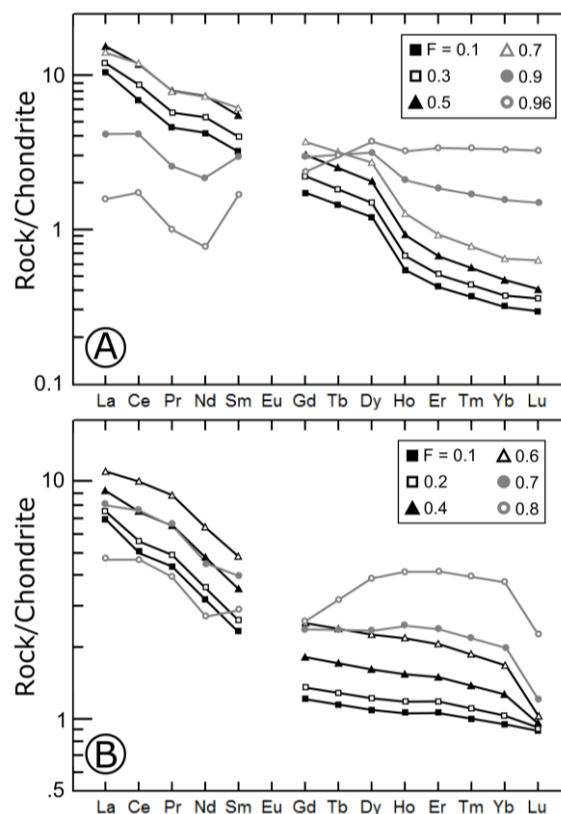 10
1
0.1
Rock/Chondrite
A
F = 0.1
0.3
0.5
0.7
0.9
0.96
La Ce Pr Nd Sm Eu Gd Tb Dy Ho Er Tm Yb Lu
10
1
.5
Rock/Chondrite
B
F = 0.1
0.2
0.4
0.6
0.7
0.8
La Ce Pr Nd Sm Eu Gd Tb Dy Ho Er Tm Yb Lu